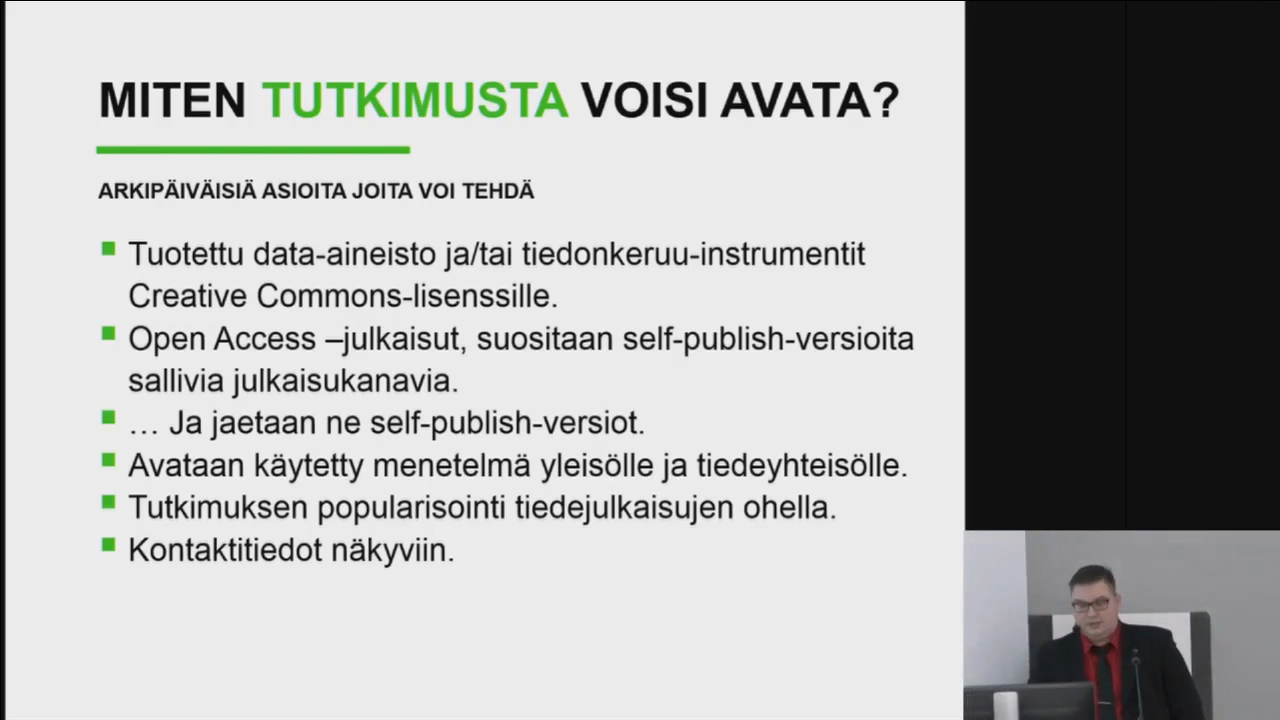 MITEN TUTKIMUSTA VOISI AVATA?
ARKIPÄIVÄISIÄ ASIOITA JOITA VOI TEHDÄ
Tuotettu data-aineisto ja/tai tiedonkeruu-instrumentit
Creative Commons-lisenssille.
Open Access –julkaisut, suositaan self-publish-versioita
sallivia julkaisukanavia.
… Ja jaetaan ne self-publish-versiot.
Avataan käytetty menetelmä yleisölle ja tiedeyhteisölle.
Tutkimuksen popularisointi tiedejulkaisujen ohella.
Kontaktitiedot näkyviin.